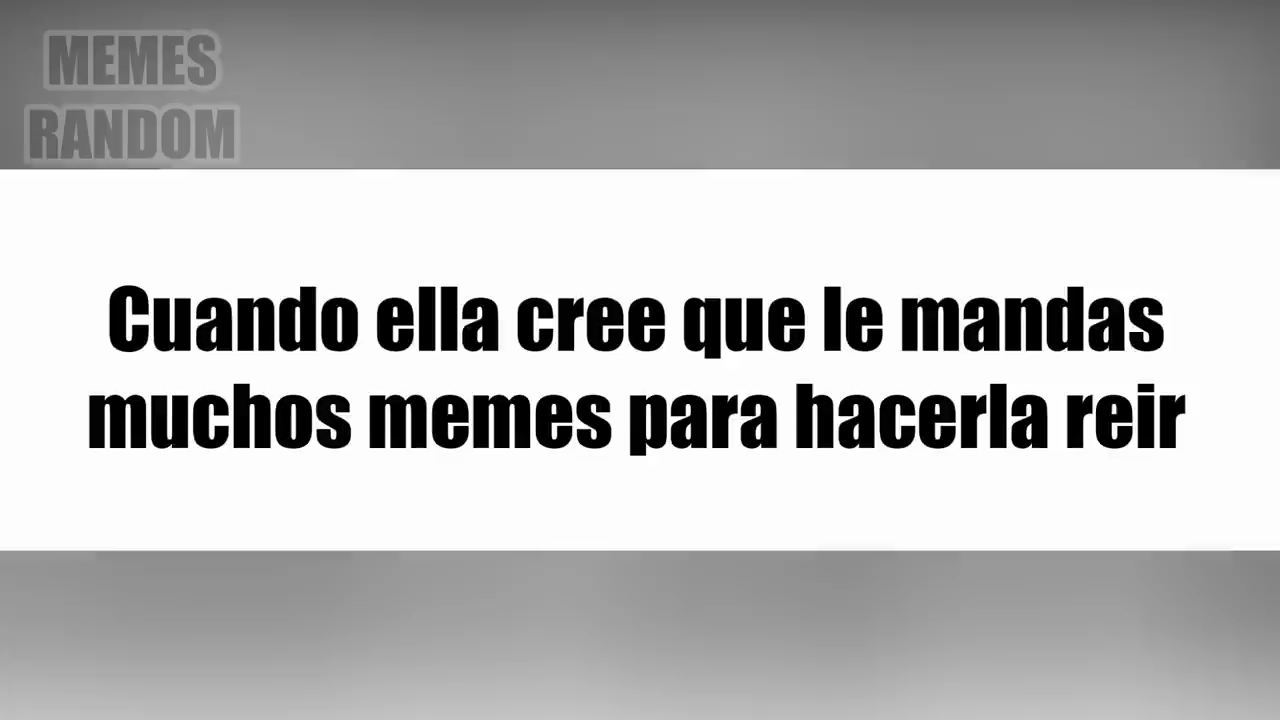 MEMES
RANDOM
Cuando ella cree que le mandas
muchos memes para hacerla reir